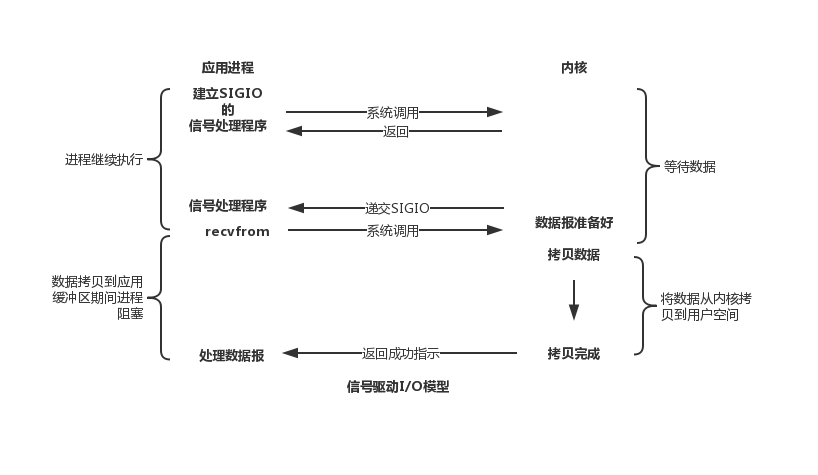 应用进程
内核
建立SIGIO
的
信号处理程序
系统调用
返回
进程继续执行
等待数据
信号处理程序
递交SIGIO
数据报准备好
recvfrom
系统调用
拷贝数据
数据拷贝到应用
缓冲区期间进程
阻塞
将数据从内核拷
贝到用户空间
处理数据报
返回成功指示
拷贝完成
信号驱动I/O模型